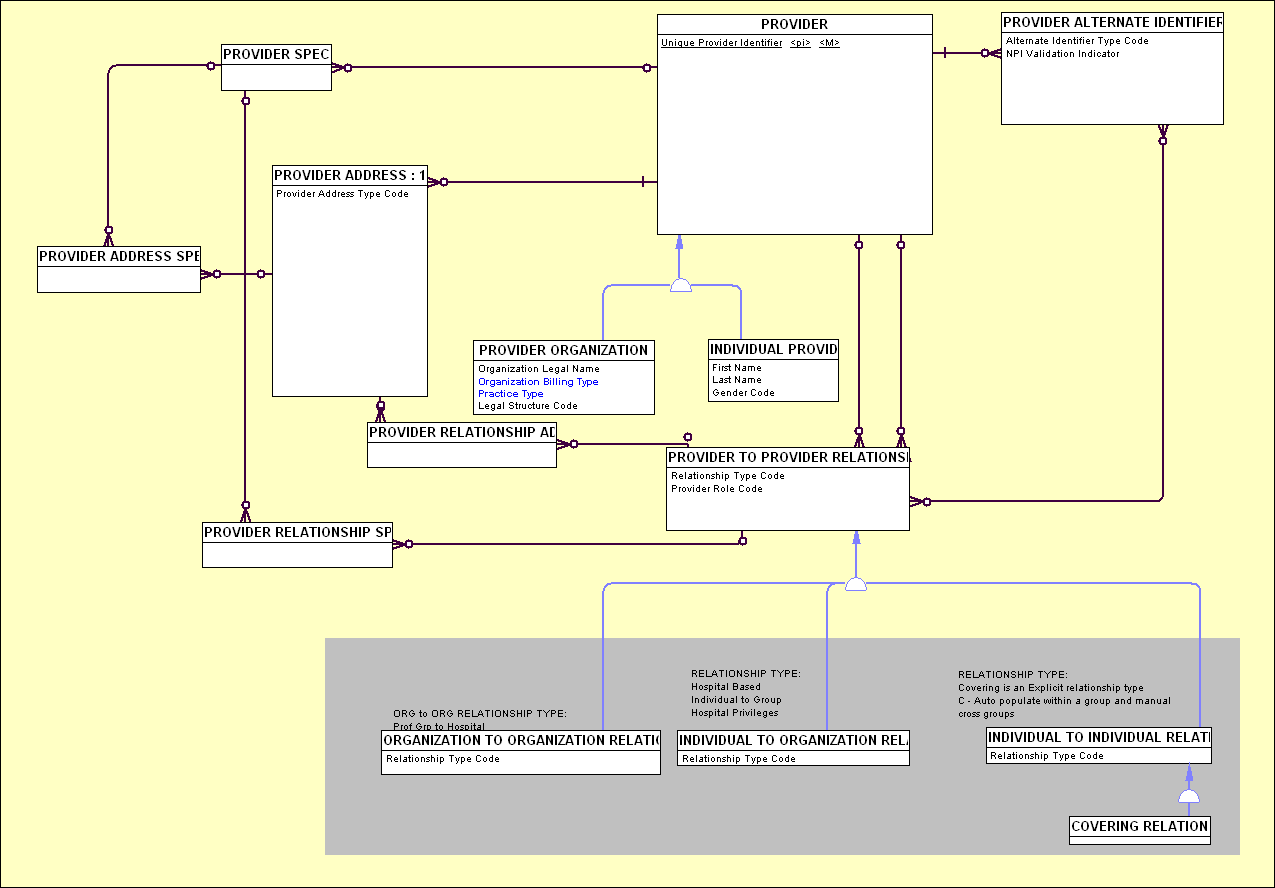 PROVIDER
Unique Provider Identifier <pi> <M>
PROVIDER ALTERNATE IDENTIFIER
Alternate Identifier Type Code
NPI Validation Indicator
PROVIDER SPEC
PROVIDER ADDRESS : 1
Provider Address Type Code
PROVIDER ADDRESS SPE
PROVIDER ORGANIZATION
Organization Legal Name
Organization Billing Type
Practice Type
Legal Structure Code
INDIVIDUAL PROVID
First Name
Last Name
Gender Code
PROVIDER RELATIONSHIP AD
PROVIDER TO PROVIDER RELATIONSH
Relationship Type Code
Provider Role Code
PROVIDER RELATIONSHIP SP
ORG to ORG RELATIONSHIP TYPE:
Prof Grp to Hospital
ORGANIZATION TO ORGANIZATION RELATIO
Relationship Type Code
RELATIONSHIP TYPE:
Hospital Based
Individual to Group
Hospital Privileges
INDIVIDUAL TO ORGANIZATION RELA
Relationship Type Code
RELATIONSHIP TYPE:
Covering is an Explicit relationship type
C - Auto populate within a group and manual
cross groups
INDIVIDUAL TO INDIVIDUAL RELATI
Relationship Type Code
COVERING RELATION